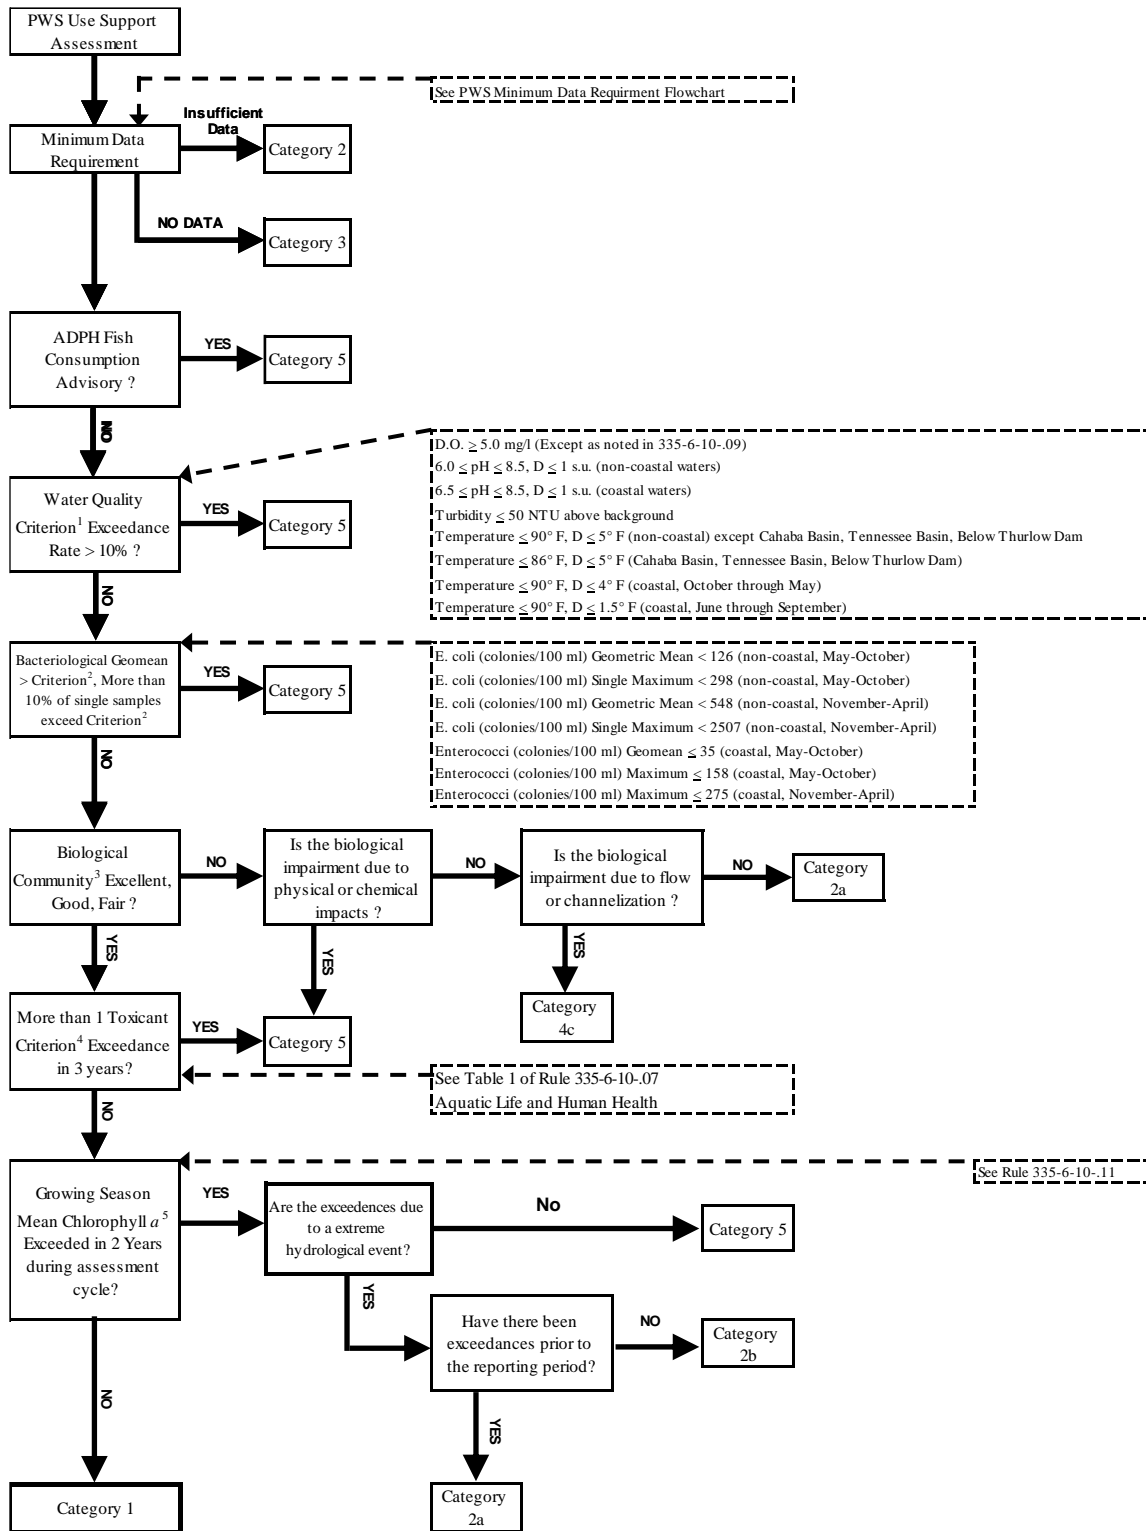 PWS Use Support
Assessment
See PWS Minimum Data Requirment Flowchart
Insufficient
Data
Minimum Data
Requirement
Category 2
NO DATA
Category 3
ADPH Fish
Consumption
Advisory ?
YES
Category 5
NO
D.O. ≥ 5.0 mg/l (Except as noted in 335-6-10-.09)
6.0 ≤ pH ≤ 8.5, D ≤ 1 s.u. (non-coastal waters)
6.5 ≤ pH ≤ 8.5, D ≤ 1 s.u. (coastal waters)
Turbidity ≤ 50 NTU above background
Temperature ≤ 90° F, D ≤ 5° F (non-coastal) except Cahaba Basin, Tennessee Basin, Below Thurlow Dam
Temperature ≤ 86° F, D ≤ 5° F (Cahaba Basin, Tennessee Basin, Below Thurlow Dam)
Temperature ≤ 90° F, D ≤ 4° F (coastal, October through May)
Temperature ≤ 90° F, D ≤ 1.5° F (coastal, June through September)
Water Quality
Criterion¹ Exceedance
Rate > 10% ?
YES
Category 5
NO
Bacteriological Geomean
> Criterion², More than
10% of single samples
exceed Criterion²
YES
Category 5
E. coli (colonies/100 ml) Geometric Mean < 126 (non-coastal, May-October)
E. coli (colonies/100 ml) Single Maximum < 298 (non-coastal, May-October)
E. coli (colonies/100 ml) Geometric Mean < 548 (non-coastal, November-April)
E. coli (colonies/100 ml) Single Maximum < 2507 (non-coastal, November-April)
Enterococci (colonies/100 ml) Geomean ≤ 35 (coastal, May-October)
Enterococci (colonies/100 ml) Maximum ≤ 158 (coastal, May-October)
Enterococci (colonies/100 ml) Maximum ≤ 275 (coastal, November-April)
NO
Biological
Community³ Excellent,
Good, Fair ?
NO
Is the biological
impairment due to
physical or chemical
impacts ?
NO
Is the biological
impairment due to flow
or channelization ?
NO
Category
2a
YES
YES
YES
More than 1 Toxicant
Criterion⁴ Exceedance
in 3 years?
YES
Category 5
Category
4c
See Table 1 of Rule 335-6-10-.07
Aquatic Life and Human Health
NO
See Rule 335-6-10-.11
Growing Season
Mean Chlorophyll a⁵
Exceeded in 2 Years
during assessment
cycle?
YES
Are the exceedences due
to a extreme
hydrological event?
No
Category 5
YES
Have there been
exceedances prior to
the reporting period?
NO
Category
2b
NO
YES
Category 1
Category
2a